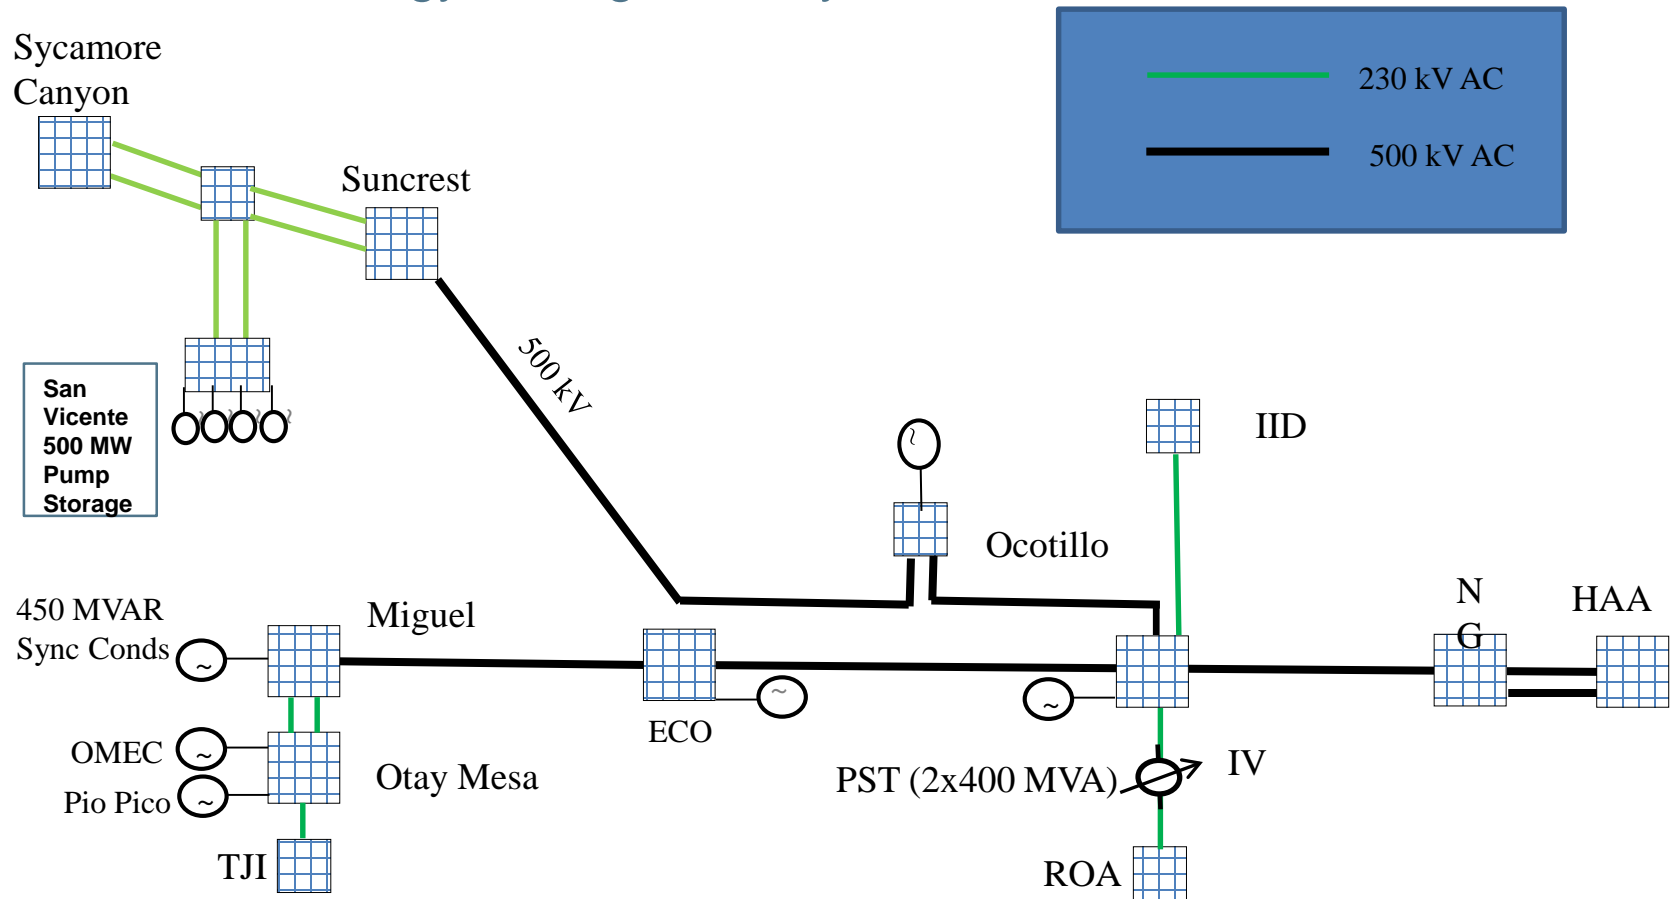 Sycamore
Canyon
230 kV AC
500 kV AC
Suncrest
500 kV
San
Vicente
500 MW
Pump
Storage
IID
Ocotillo
450 MVAR
Sync Conds
Miguel
N
G
HAA
ECO
OMEC
Pio Pico
Otay Mesa
PST (2x400 MVA)
IV
TJI
ROA